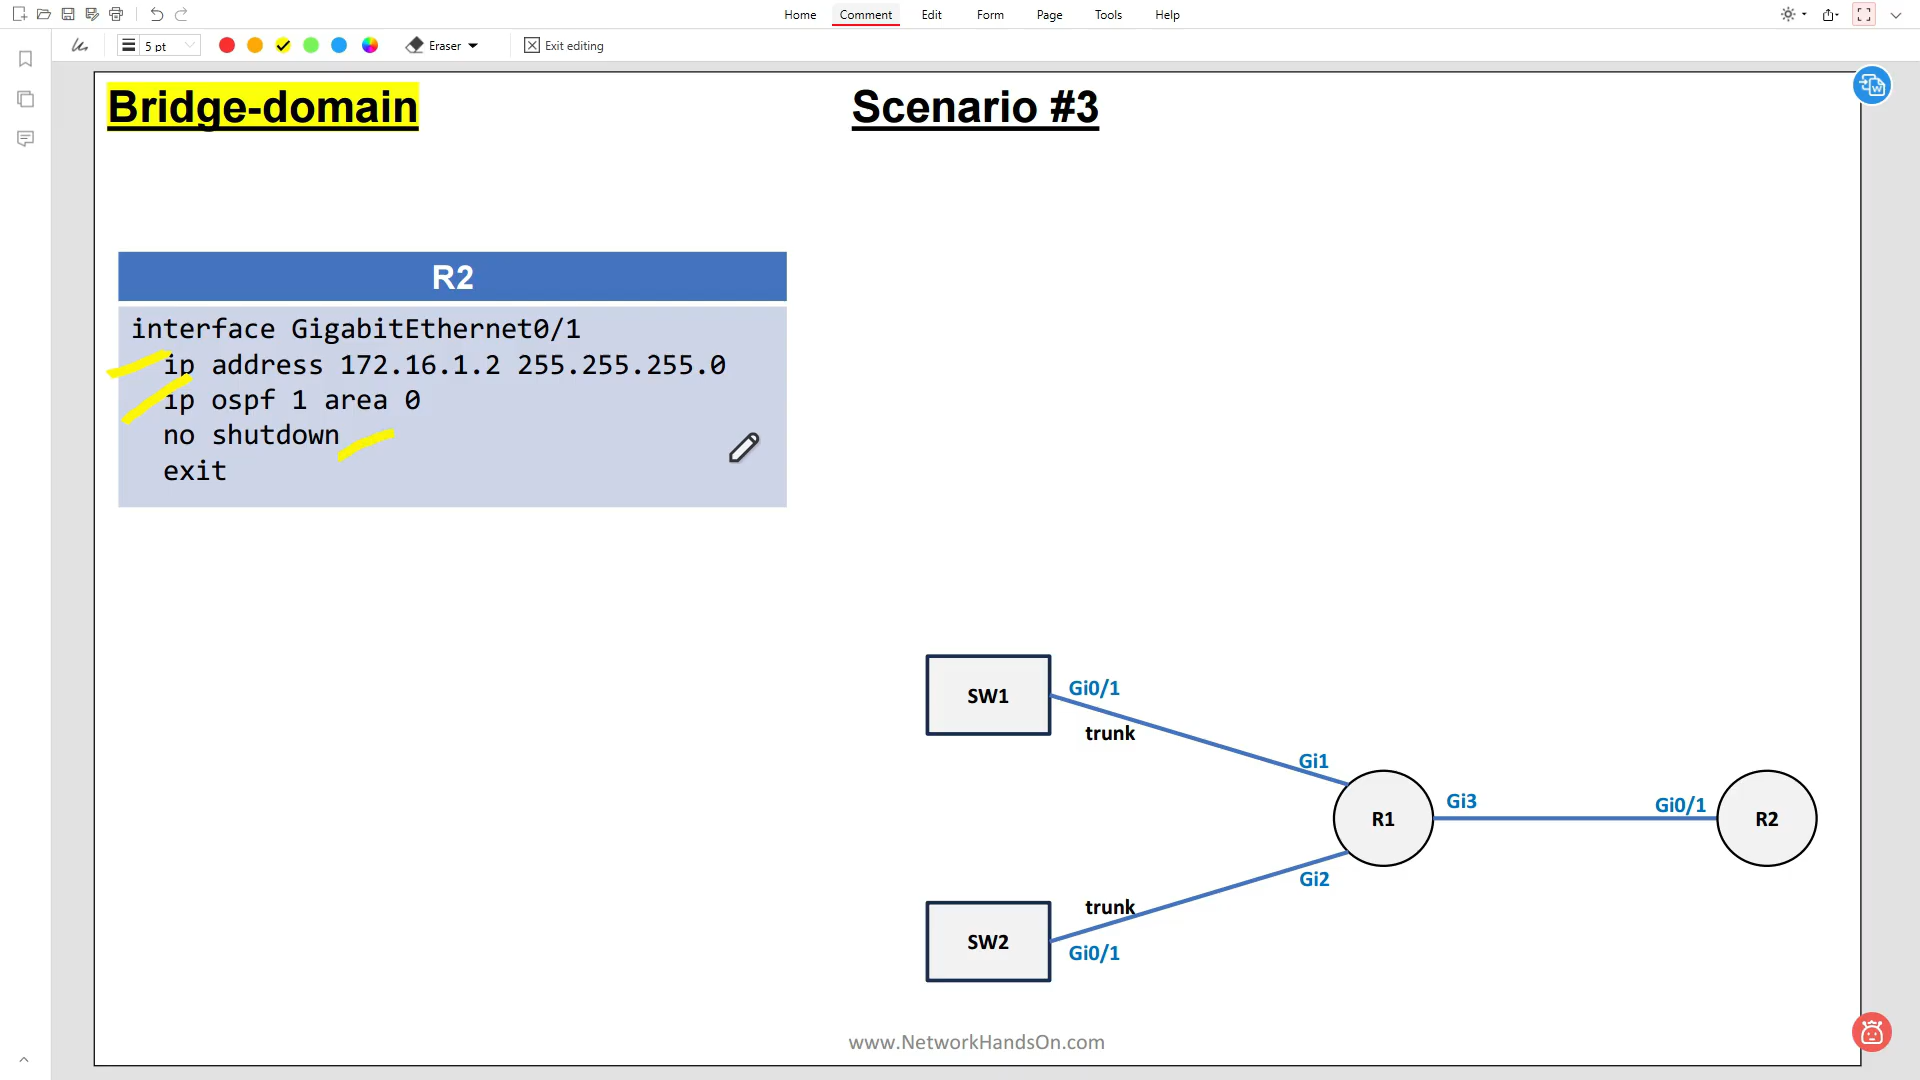 Home Comment Edit Form Page Tools Help
5 pt Eraser Exit editing
Bridge-domain
Scenario #3
R2
interface GigabitEthernet0/1
ip address 172.16.1.2 255.255.255.0
ip ospf 1 area 0
no shutdown
exit
SW1
Gi0/1
trunk
Gi1
R1
Gi3
Gi0/1
R2
Gi2
trunk
SW2
Gi0/1
www.NetworkHandsOn.com